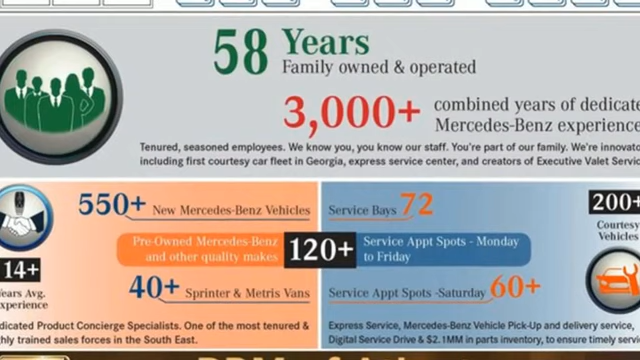 58 Years
Family owned & operated
3,000+ combined years of dedicate
Mercedes-Benz experience
Tenured, seasoned employees. We know you, you know our staff. You're part of our family. We're innovato
including first courtesy car fleet in Georgia, express service center, and creators of Executive Valet Servic
550+ New Mercedes-Benz Vehicles
Pre-Owned Mercedes-Benz
and other quality makes
120+
40+ Sprinter & Metris Vans
14+
ears Avg.
xperience
dicated Product Concierge Specialists. One of the most tenured &
ghly trained sales forces in the South East.
Service Bays 72
Service Appt Spots - Monday
to Friday
Service Appt Spots -Saturday 60+
200+
Courtesy
Vehicles
Express Service, Mercedes-Benz Vehicle Pick-Up and delivery service,
Digital Service Drive & $2.1MM in parts inventory, to ensure timely servi